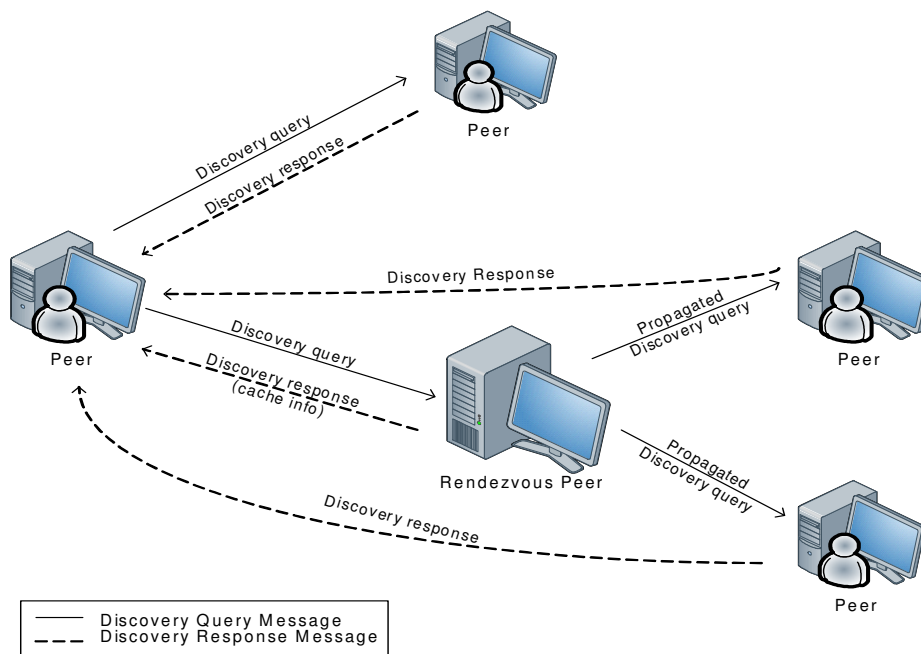 Peer
Discovery query
Discovery response
Discovery Response
Propagated
Discovery query
Peer
Peer
Discovery query
Discovery response
(cache info)
Rendezvous Peer
Propagated
Discovery query
Discovery response
Peer
Discovery Query Message
Discovery Response Message